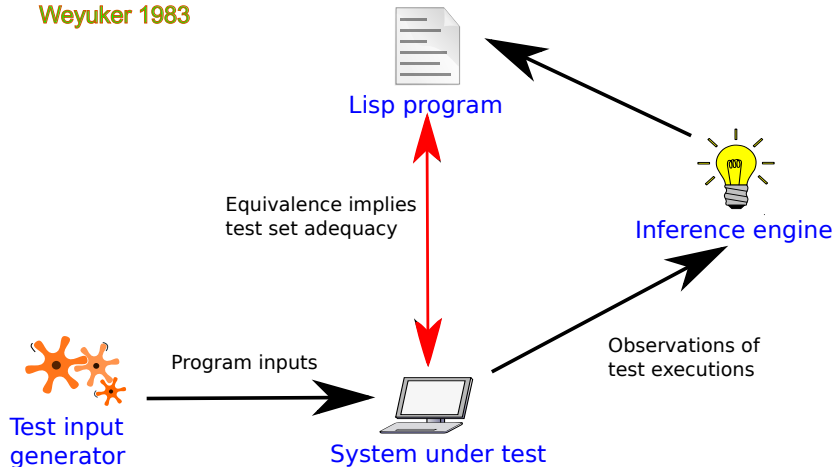 Weyuker 1983
Lisp program
Equivalence implies
test set adequacy
Inference engine
Program inputs
Observations of
test executions
Test input
generator
System under test